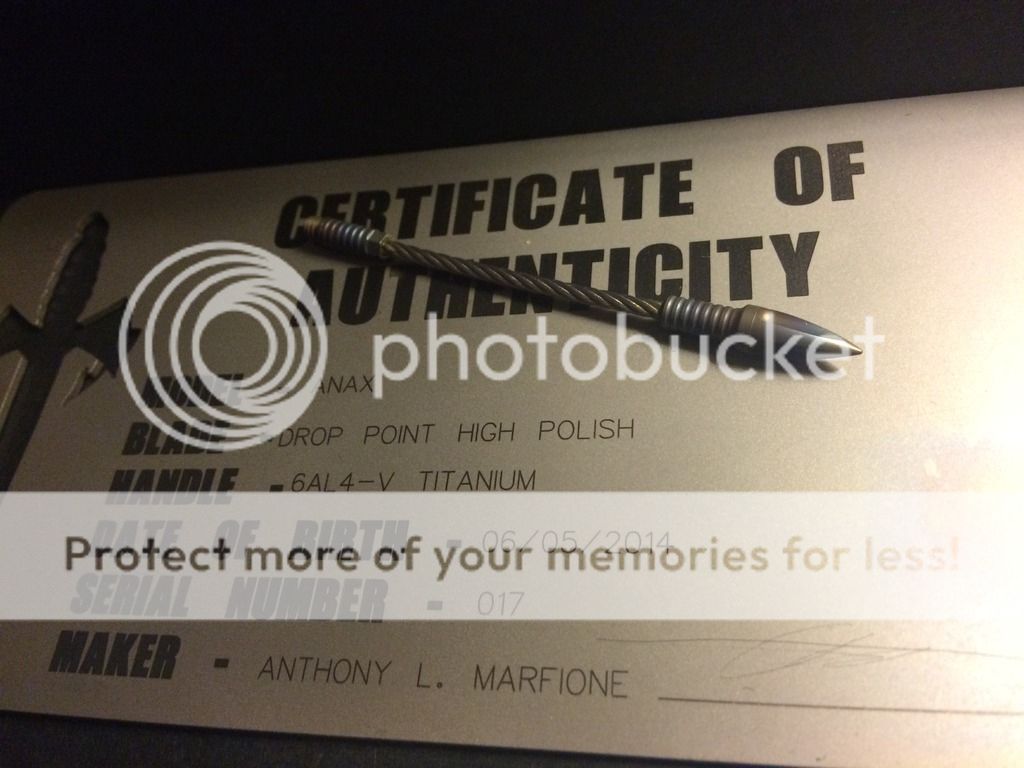 CERTIFICATE OF
AUTHENTICITY
photobucket
MODEL ANAX
BLADE - DROP POINT HIGH POLISH
HANDLE - 6AL4-V TITANIUM
DATE OF BIRTH - 06/05/2014
Protect more of your memories for less!
SERIAL NUMBER - 017
MAKER - ANTHONY L. MARFIONE